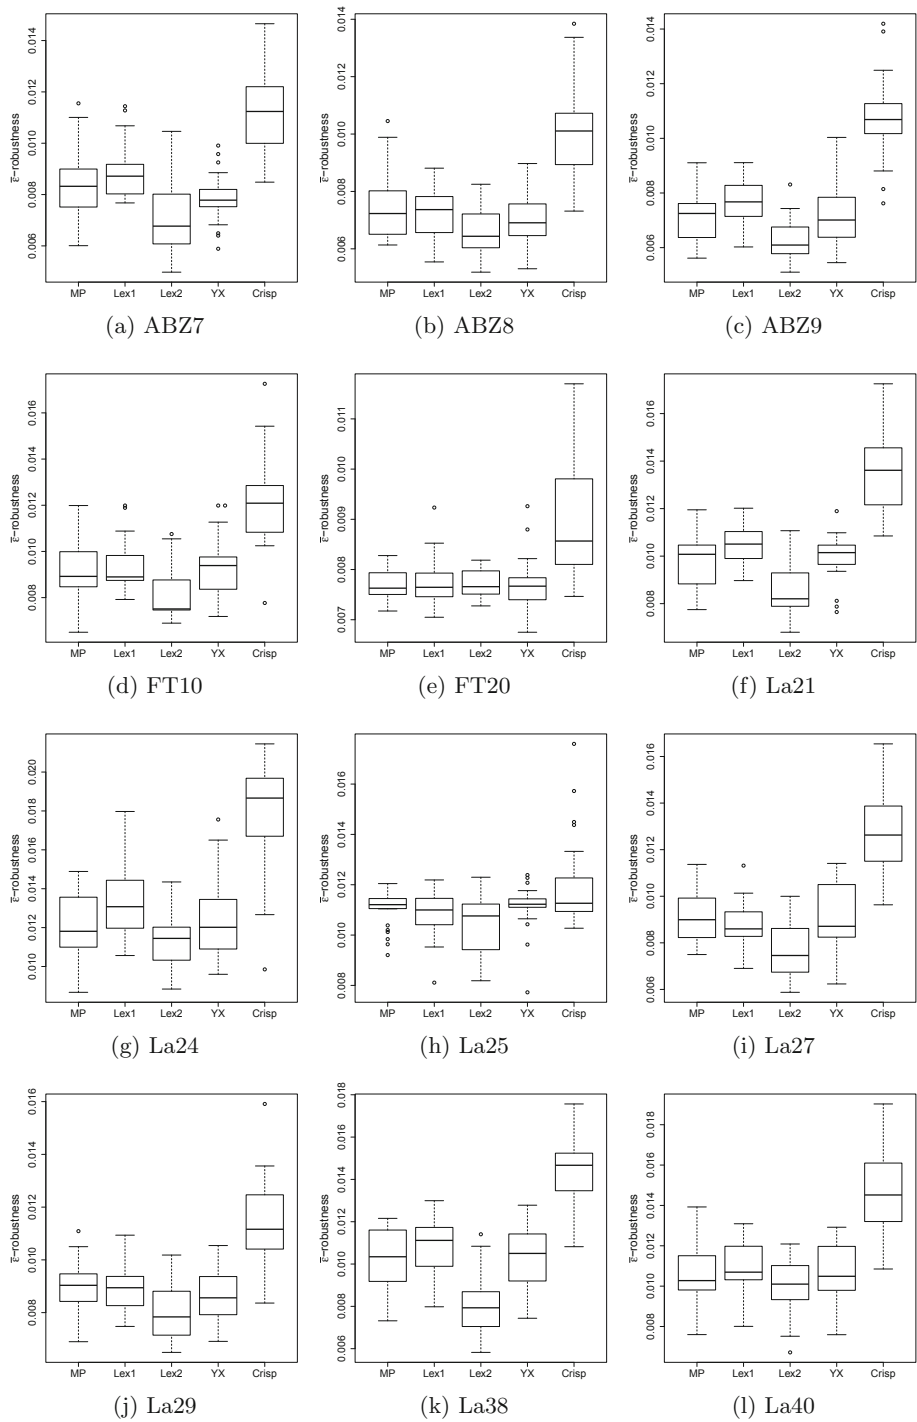 0.014
0.012
0.010
0.008
0.006
ε̅−robustness
MP Lex1 Lex2 YX Crisp
(a) ABZ7
0.014
0.012
0.010
0.008
0.006
ε̅−robustness
MP Lex1 Lex2 YX Crisp
(b) ABZ8
0.014
0.012
0.010
0.008
0.006
ε̅−robustness
MP Lex1 Lex2 YX Crisp
(c) ABZ9
0.016
0.014
0.012
0.010
0.008
ε̅−robustness
MP Lex1 Lex2 YX Crisp
(d) FT10
0.011
0.010
0.009
0.008
0.007
ε̅−robustness
MP Lex1 Lex2 YX Crisp
(e) FT20
0.016
0.014
0.012
0.010
0.008
ε̅−robustness
MP Lex1 Lex2 YX Crisp
(f) La21
0.020
0.018
0.016
0.014
0.012
0.010
ε̅−robustness
MP Lex1 Lex2 YX Crisp
(g) La24
0.016
0.014
0.012
0.010
0.008
ε̅−robustness
MP Lex1 Lex2 YX Crisp
(h) La25
0.016
0.014
0.012
0.010
0.008
0.006
ε̅−robustness
MP Lex1 Lex2 YX Crisp
(i) La27
0.016
0.014
0.012
0.010
0.008
ε̅−robustness
MP Lex1 Lex2 YX Crisp
(j) La29
0.018
0.016
0.014
0.012
0.010
0.008
0.006
ε̅−robustness
MP Lex1 Lex2 YX Crisp
(k) La38
0.018
0.016
0.014
0.012
0.010
0.008
ε̅−robustness
MP Lex1 Lex2 YX Crisp
(l) La40